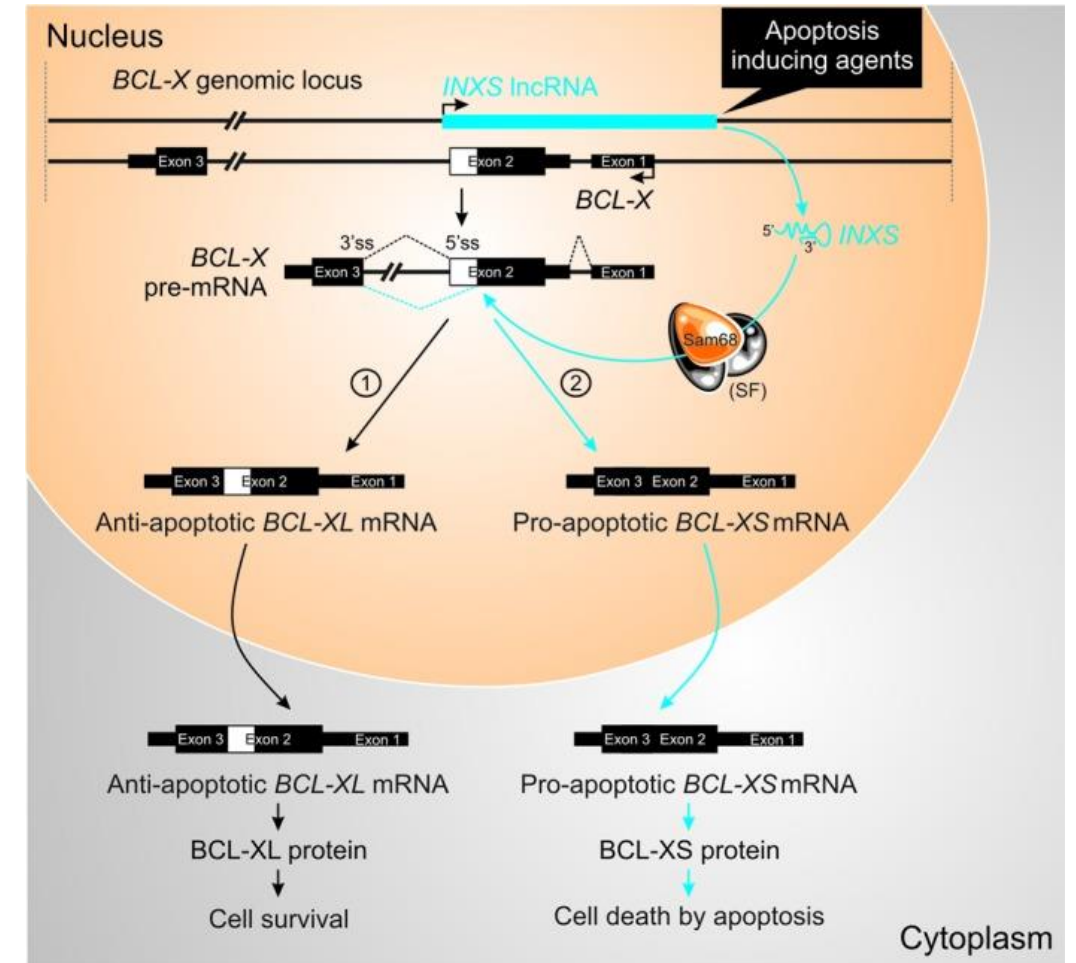 Nucleus
Apoptosis
inducing agents
BCL-X genomic locus
INXS lncRNA
Exon 3
Exon 2
Exon 1
BCL-X
5'
3'
INXS
BCL-X
pre-mRNA
3'ss
5'ss
Exon 3
Exon 2
Exon 1
Sam68
(SF)
1
2
Exon 3
Exon 2
Exon 1
Anti-apoptotic BCL-XL mRNA
Exon 3
Exon 2
Exon 1
Pro-apoptotic BCL-XS mRNA
Exon 3
Exon 2
Exon 1
Anti-apoptotic BCL-XL mRNA
BCL-XL protein
Cell survival
Exon 3
Exon 2
Exon 1
Pro-apoptotic BCL-XS mRNA
BCL-XS protein
Cell death by apoptosis
Cytoplasm